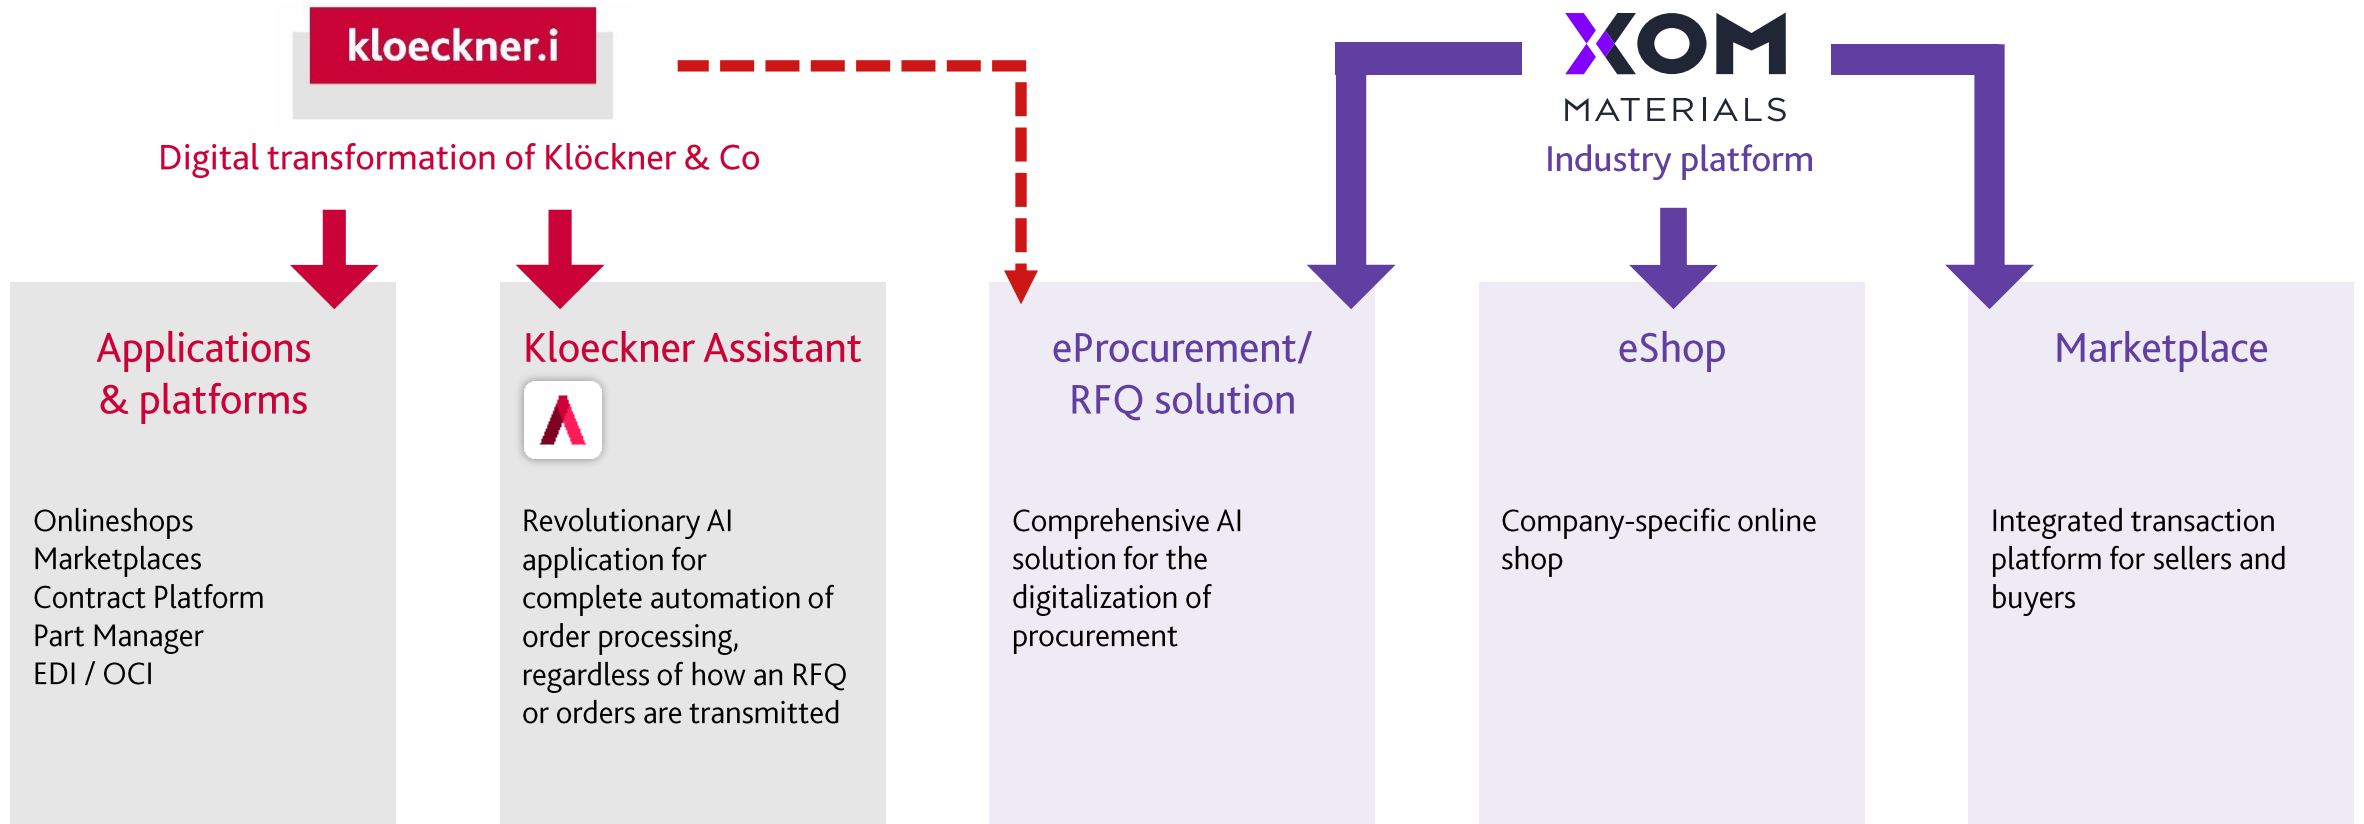 kloeckner.i
Digital transformation of Klöckner & Co
XOM
MATERIALS
Industry platform
Applications
& platforms
Onlineshops
Marketplaces
Contract Platform
Part Manager
EDI / OCI
Kloeckner Assistant
Revolutionary AI
application for
complete automation of
order processing,
regardless of how an RFQ
or orders are transmitted
eProcurement/
RFQ solution
Comprehensive AI
solution for the
digitalization of
procurement
eShop
Company-specific online
shop
Marketplace
Integrated transaction
platform for sellers and
buyers